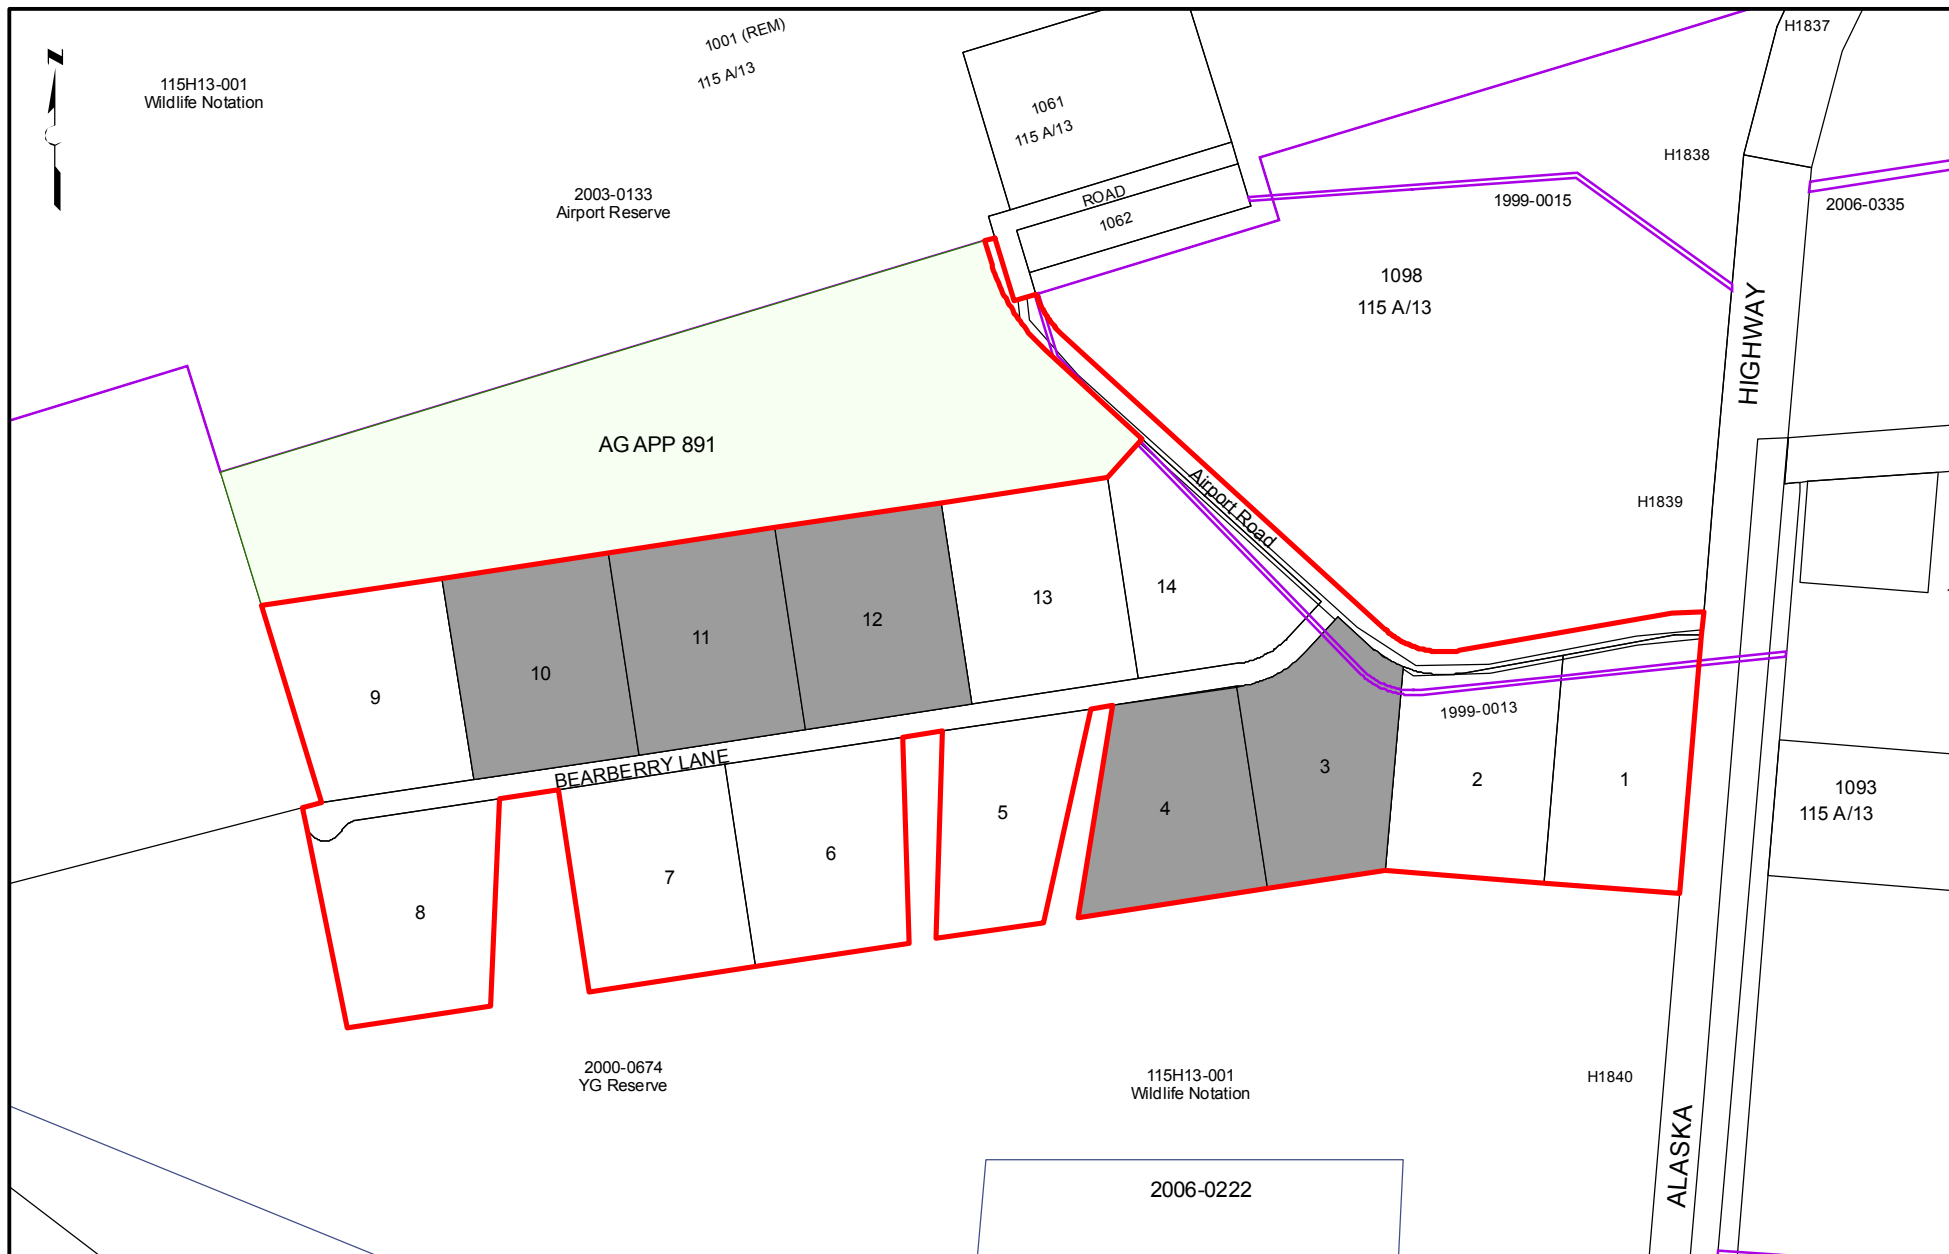 H1837
1001 (REM)
115 A/13
N
115H13-001
Wildlife Notation
1061
115 A/13
H1838
2003-0133
Airport Reserve
ROAD
1062
1999-0015
2006-0335
1098
115 A/13
HIGHWAY
AG APP 891
Airport Road
H1839
14
13
12
11
10
9
BEARBERRY LANE
1999-0013
3
2
1
1093
115 A/13
4
5
6
7
8
2000-0674
YG Reserve
115H13-001
Wildlife Notation
H1840
ALASKA
2006-0222